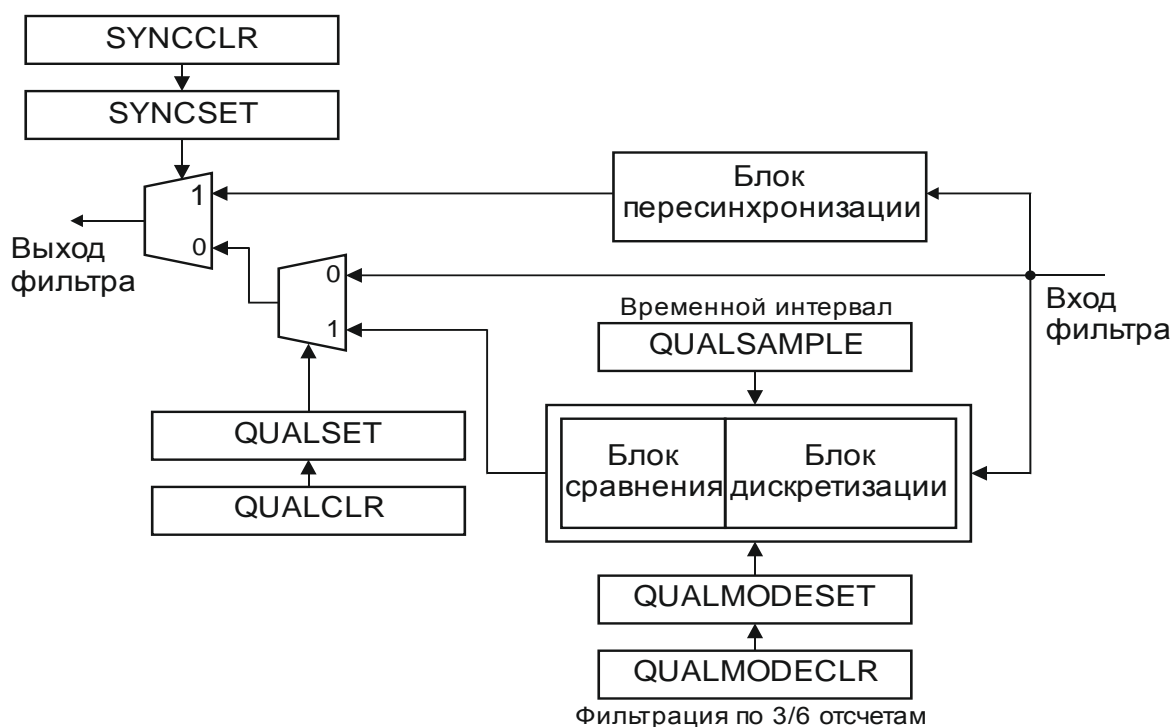 SYNCCLR
SYNCSET
1
0
Выход
фильтра
Блок
пересинхронизации
0
1
Вход
фильтра
Временной интервал
QUALSAMPLE
QUALSET
QUALCLR
Блок
сравнения
Блок
дискретизации
QUALMODESET
QUALMODECLR
Фильтрация по 3/6 отсчетам